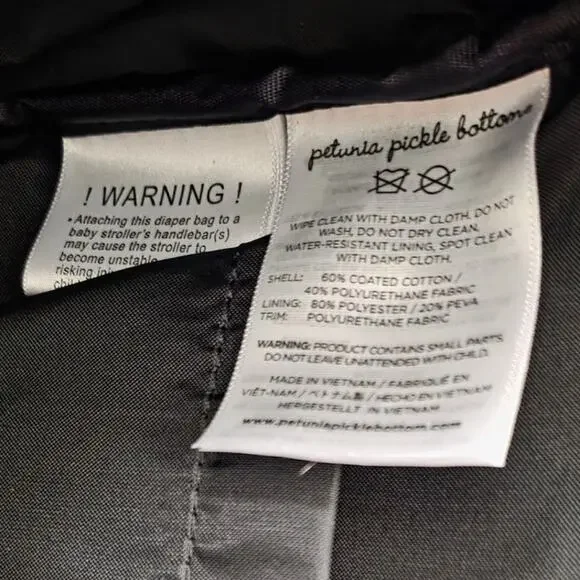 ! WARNING !
• Attaching this diaper bag to a
baby stroller's handlebar(s)
may cause the stroller to
become unstable
risking
petunia pickle bottom
WIPE CLEAN WITH DAMP CLOTH. DO NOT
WASH, DO NOT DRY CLEAN.
WATER-RESISTANT LINING, SPOT CLEAN
WITH DAMP CLOTH.
SHELL: 60% COATED COTTON /
40% POLYURETHANE FABRIC
LINING: 80% POLYESTER / 20% PEVA
TRIM: POLYURETHANE FABRIC
WARNING: PRODUCT CONTAINS SMALL PARTS.
DO NOT LEAVE UNATTENDED WITH CHILD.
MADE IN VIETNAM / FABRIQUÉ EN
VIÊT-NAM / ベトナム製 / HECHO EN VIETNAM /
HERGESTELLT IN VIETNAM
www.petuniapicklebottom.com